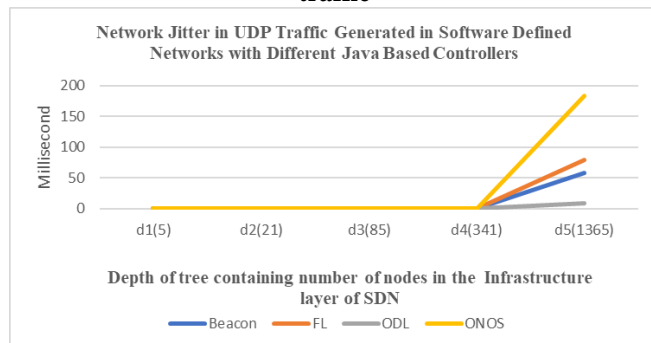 Network Jitter in UDP Traffic Generated in Software Defined
Networks with Different Java Based Controllers
Millisecond
200
150
100
50
0
d1(5) d2(21) d3(85) d4(341) d5(1365)
Depth of tree containing number of nodes in the Infrastructure
layer of SDN
Beacon FL ODL ONOS